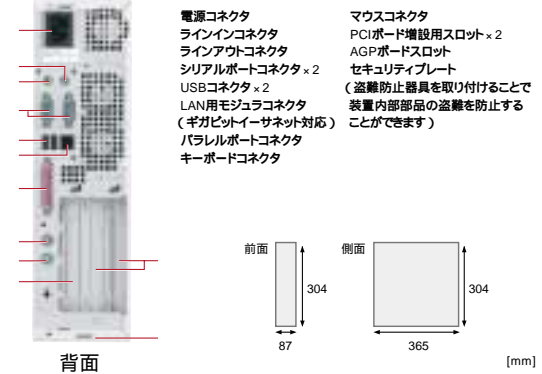 電源コネクタ
ラインインコネクタ
ラインアウトコネクタ
シリアルポートコネクタ×2
USBコネクタ×2
LAN用モジュラコネクタ
(ギガビットイーサネット対応)
パラレルポートコネクタ
キーボードコネクタ
マウスコネクタ
PCIボード増設用スロット×2
AGPボードスロット
セキュリティプレート
(盗難防止器具を取り付けることで
装置内部部品の盗難を防止する
ことができます)
背面
前面
304
87
側面
304
365
[mm]